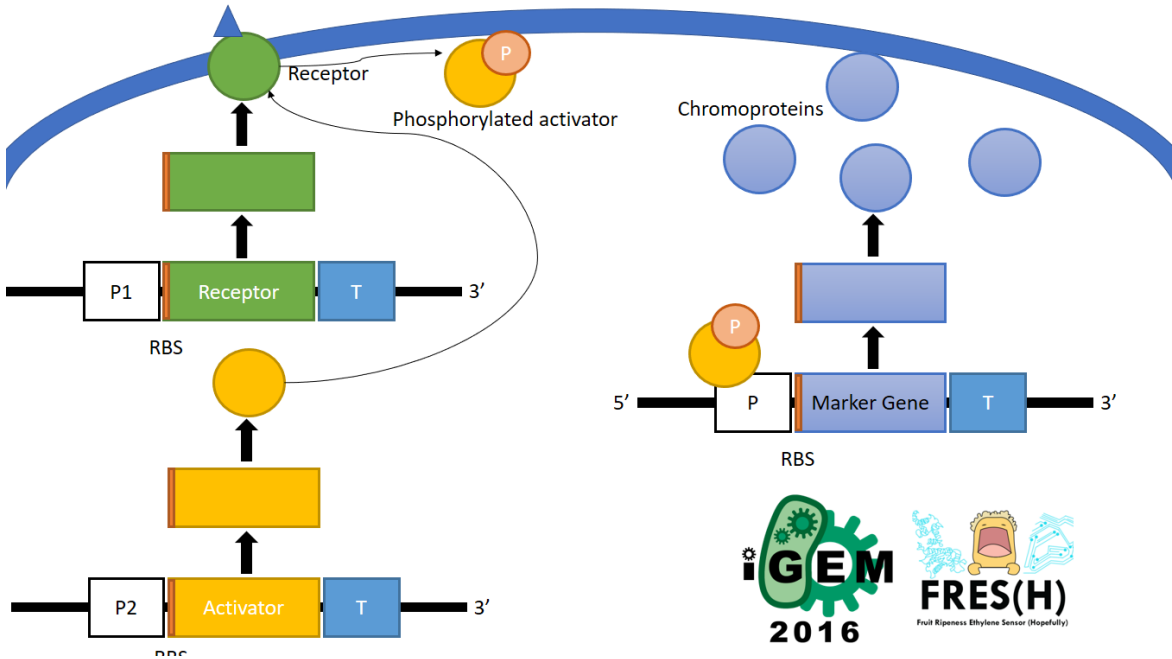 Receptor
P
Phosphorylated activator
Chromoproteins
P1
Receptor
T
3’
RBS
P
5’
P
Marker Gene
T
3’
RBS
P2
Activator
T
3’
RBS
iGEM
2016
FRES(H)
Fruit Ripeness Ethylene Sensor (Hopefully)